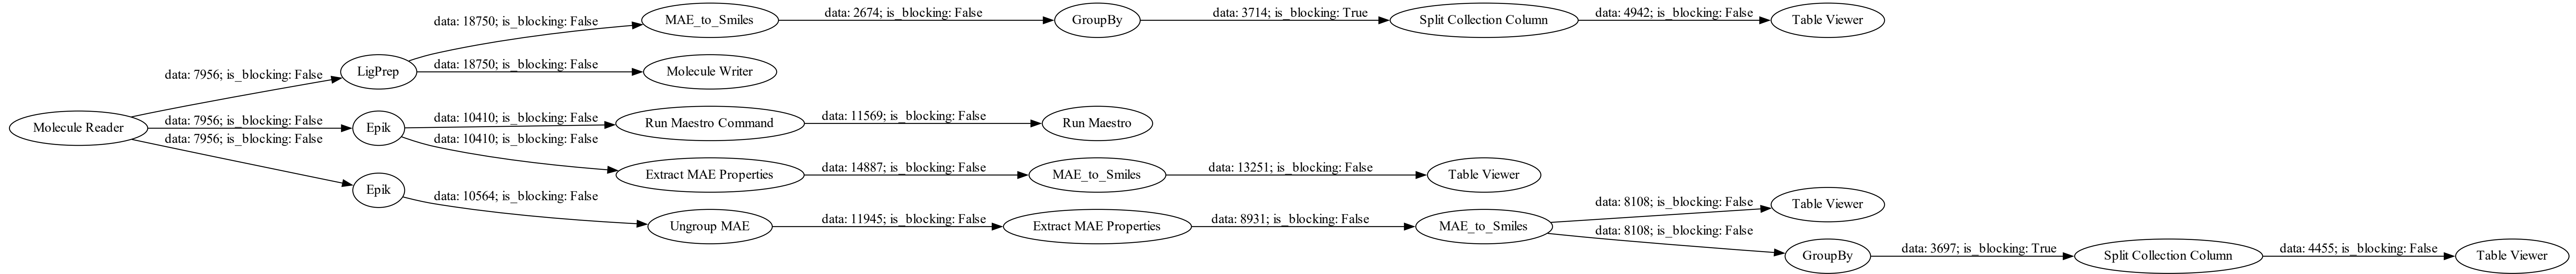 data: 18750; is_blocking: False
MAE_to_Smiles
data: 2674; is_blocking: False
GroupBy
data: 3714; is_blocking: True
Split Collection Column
data: 4942; is_blocking: False
Table Viewer
data: 7956; is_blocking: False
LigPrep
data: 18750; is_blocking: False
Molecule Writer
Molecule Reader
data: 7956; is_blocking: False
Epik
data: 10410; is_blocking: False
Run Maestro Command
data: 11569; is_blocking: False
Run Maestro
data: 7956; is_blocking: False
data: 10410; is_blocking: False
Extract MAE Properties
data: 14887; is_blocking: False
MAE_to_Smiles
data: 13251; is_blocking: False
Table Viewer
Epik
data: 10564; is_blocking: False
Ungroup MAE
data: 11945; is_blocking: False
Extract MAE Properties
data: 8931; is_blocking: False
MAE_to_Smiles
data: 8108; is_blocking: False
Table Viewer
data: 8108; is_blocking: False
GroupBy
data: 3697; is_blocking: True
Split Collection Column
data: 4455; is_blocking: False
Table Viewer